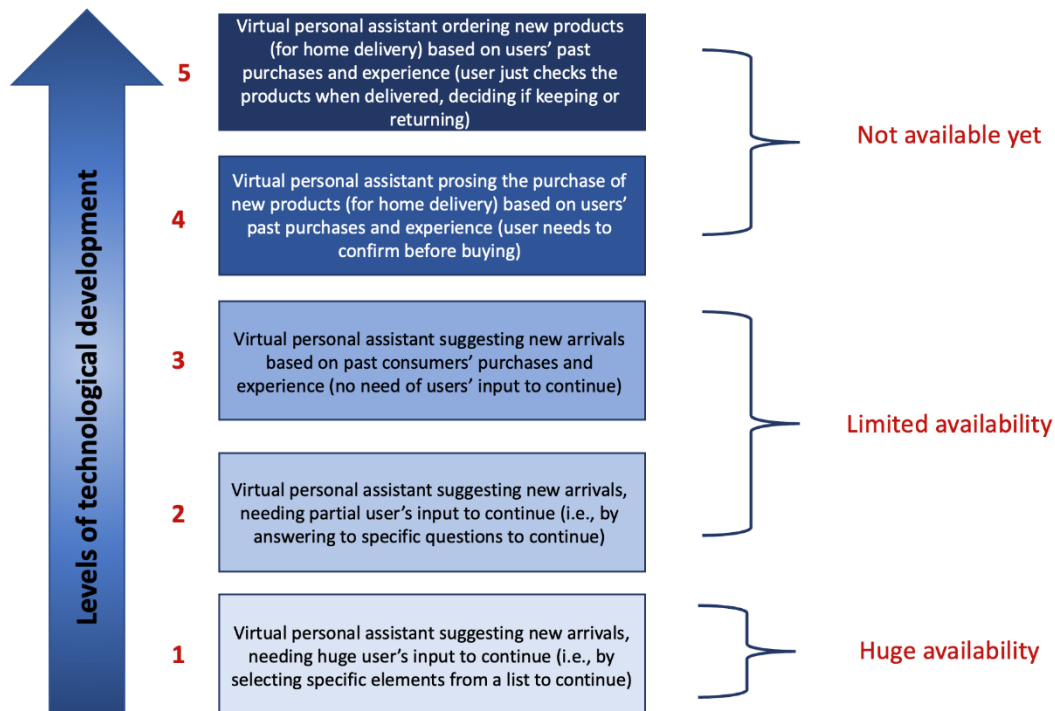 Levels of technological development
5
Virtual personal assistant ordering new products
(for home delivery) based on users’ past
purchases and experience (user just checks the
products when delivered, deciding if keeping or
returning)
Not available yet
4
Virtual personal assistant prosing the purchase of
new products (for home delivery) based on users’
past purchases and experience (user needs to
confirm before buying)
3
Virtual personal assistant suggesting new arrivals
based on past consumers’ purchases and
experience (no need of users’ input to continue)
Limited availability
2
Virtual personal assistant suggesting new arrivals,
needing partial user’s input to continue (i.e., by
answering to specific questions to continue)
1
Virtual personal assistant suggesting new arrivals,
needing huge user’s input to continue (i.e., by
selecting specific elements from a list to continue)
Huge availability